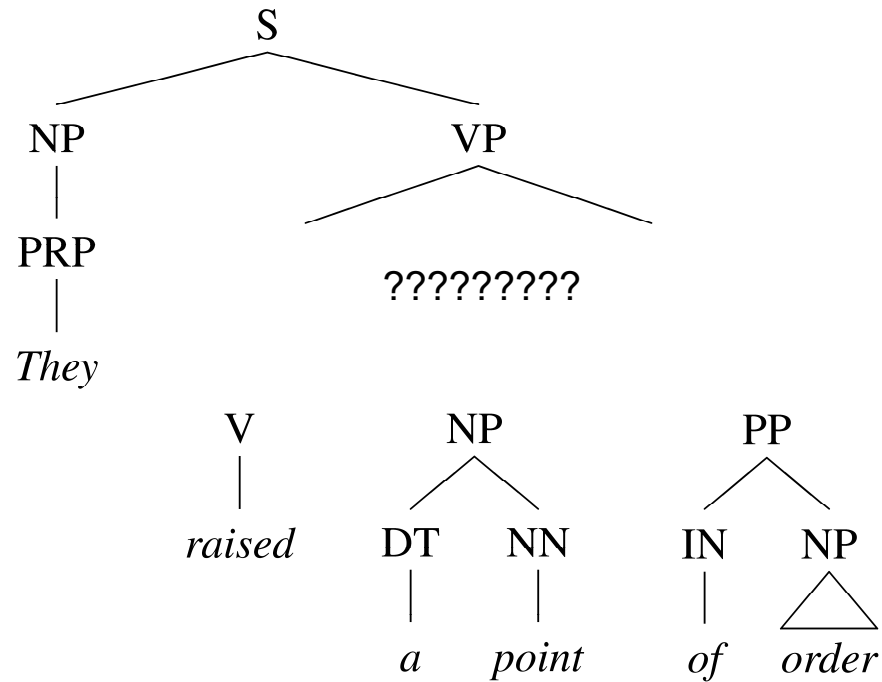 S
NP VP
PRP
?????????
They
V NP PP
raised DT NN IN NP
a point of order